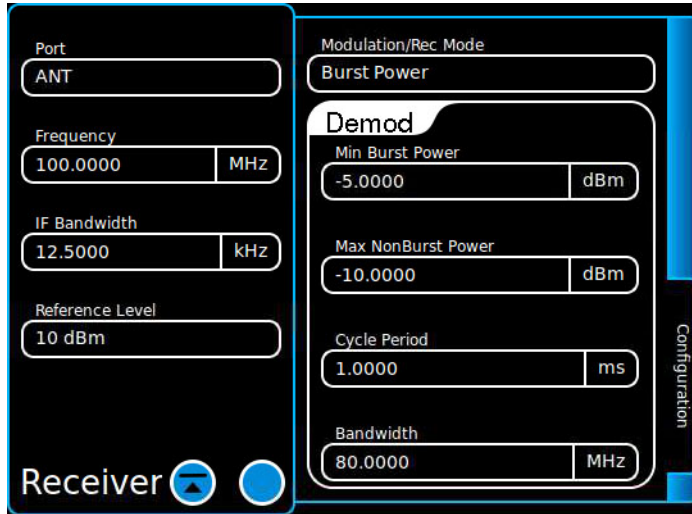 Port
ANT
Frequency
100.0000 MHz
IF Bandwidth
12.5000 kHz
Reference Level
10 dBm
Receiver
Modulation/Rec Mode
Burst Power
Demod
Min Burst Power
-5.0000 dBm
Max NonBurst Power
-10.0000 dBm
Cycle Period
1.0000 ms
Bandwidth
80.0000 MHz
Configuration